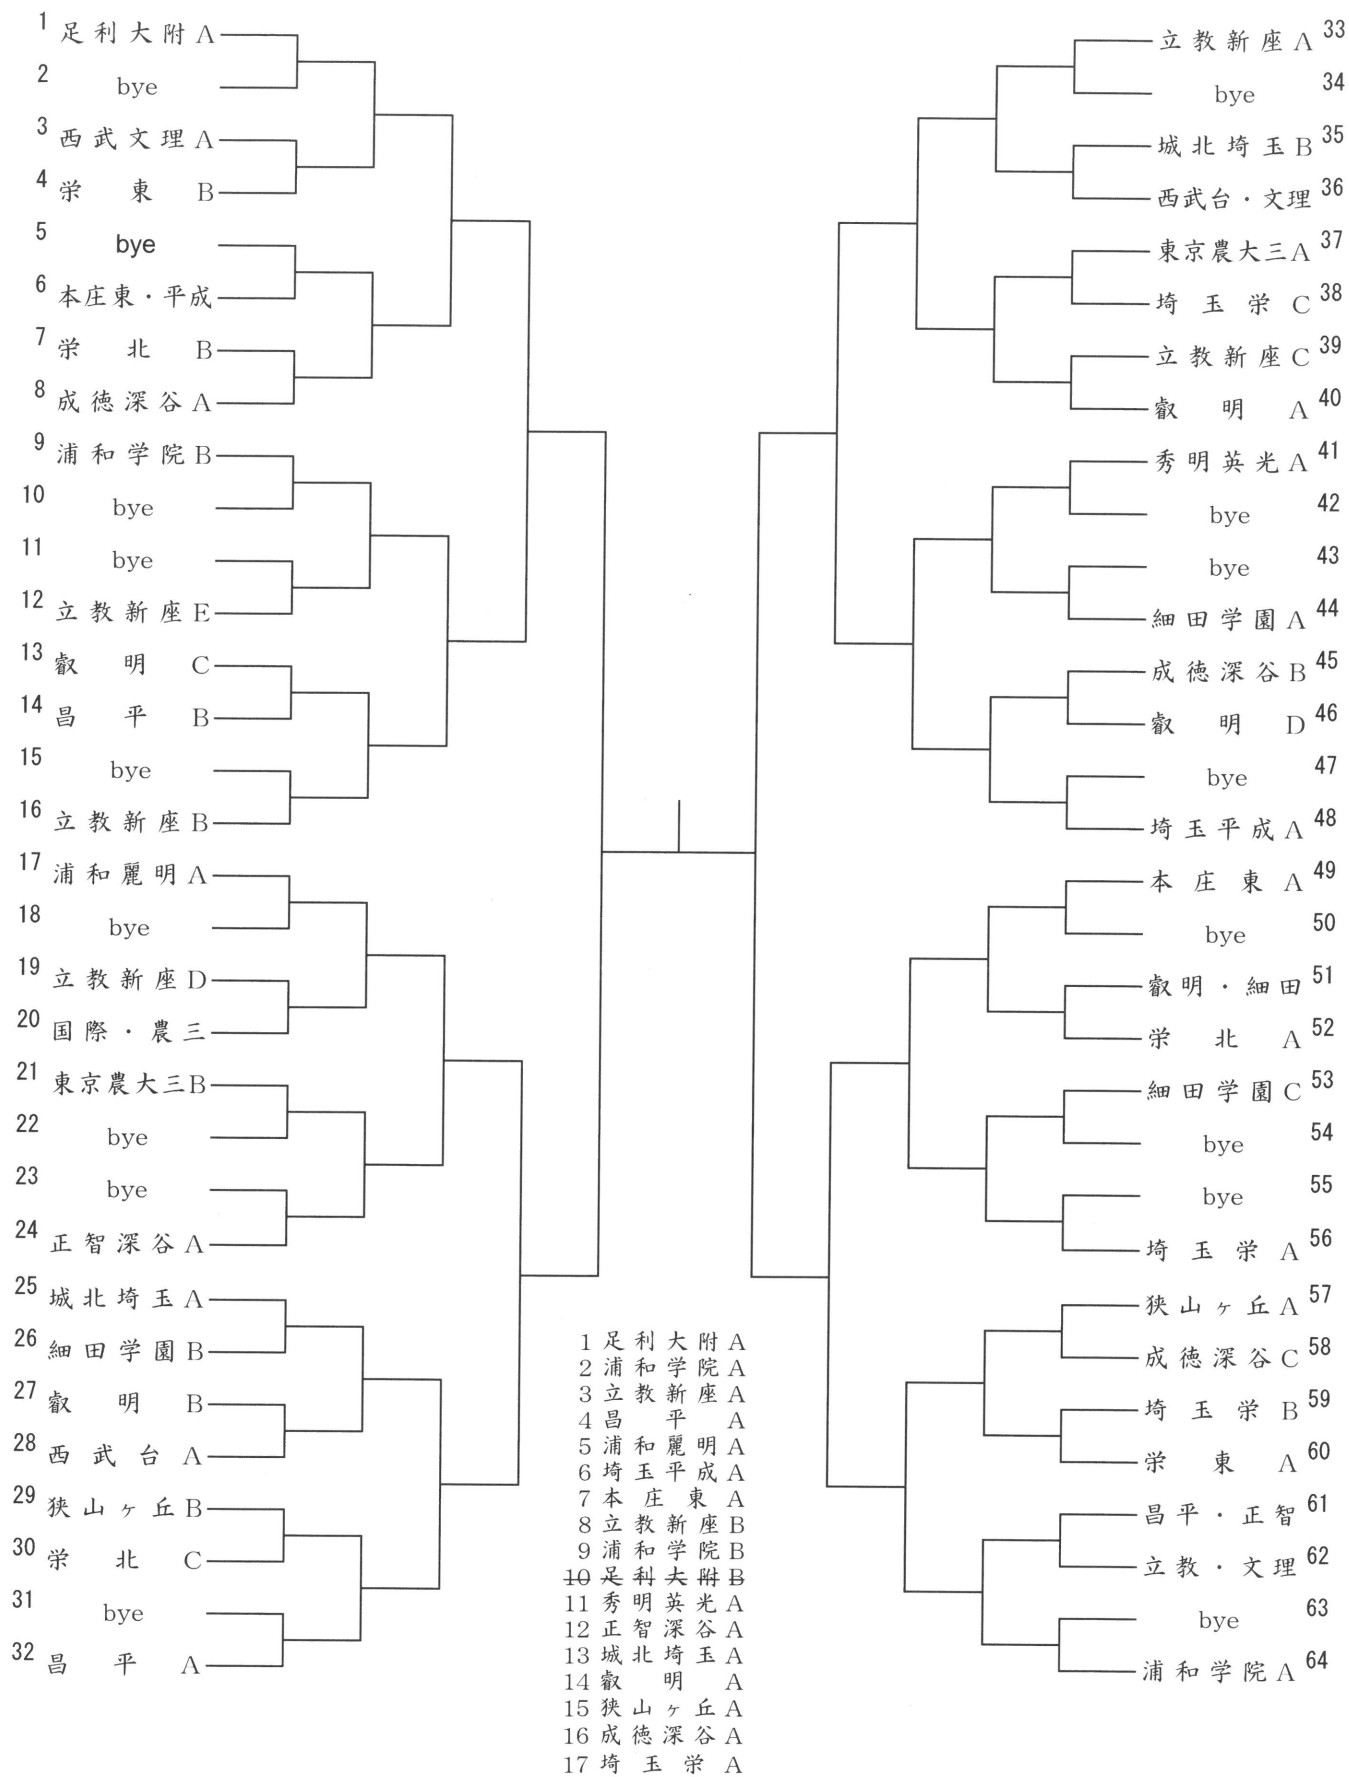 1 足利大附A
2 bye
3 西武文理A
4 栄東B
5 bye
6 本庄東・平成
7 栄北B
8 成徳深谷A
9 浦和学院B
10 bye
11 bye
12 立教新座E
13 叡明C
14 昌平B
15 bye
16 立教新座B
17 浦和麗明A
18 bye
19 立教新座D
20 国際・農三
21 東京農大三B
22 bye
23 bye
24 正智深谷A
25 城北埼玉A
26 細田学園B
27 叡明B
28 西武台A
29 狭山ヶ丘B
30 栄北C
31 bye
32 昌平A
1 足利大附A
2 浦和学院A
3 立教新座A
4 昌平A
5 浦和麗明A
6 埼玉平成A
7 本庄東A
8 立教新座B
9 浦和学院B
10 足利大附B
11 秀明英光A
12 正智深谷A
13 城北埼玉A
14 叡明A
15 狭山ヶ丘A
16 成徳深谷A
17 埼玉栄A
立教新座A 33
bye 34
城北埼玉B 35
西武台・文理 36
東京農大三A 37
埼玉栄C 38
立教新座C 39
叡明A 40
秀明英光A 41
bye 42
bye 43
細田学園A 44
成徳深谷B 45
叡明D 46
bye 47
埼玉平成A 48
本庄東A 49
bye 50
叡明・細田 51
栄北A 52
細田学園C 53
bye 54
bye 55
埼玉栄A 56
狭山ヶ丘A 57
成徳深谷C 58
埼玉栄B 59
栄東A 60
昌平・正智 61
立教・文理 62
bye 63
浦和学院A 64